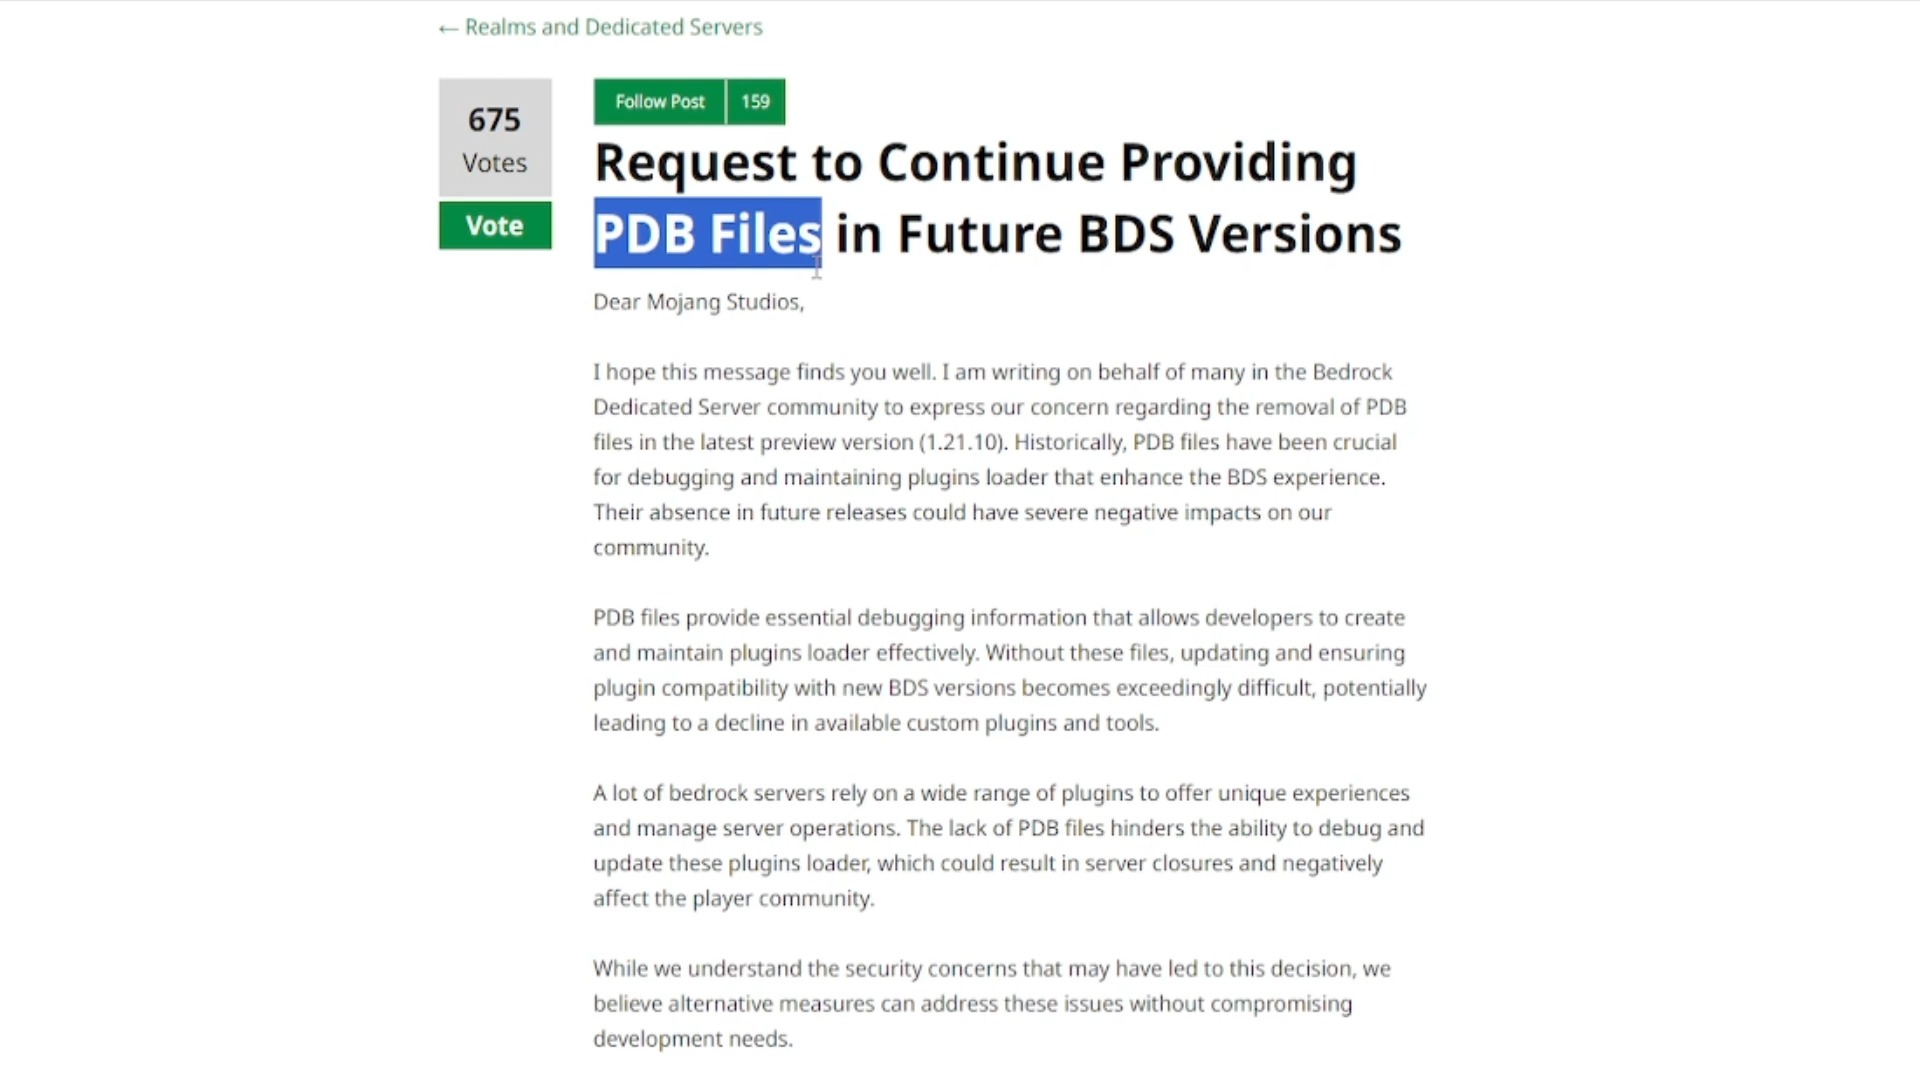 ← Realms and Dedicated Servers
675
Votes
Vote
Follow Post 159
Request to Continue Providing
PDB Files in Future BDS Versions
Dear Mojang Studios,
I hope this message finds you well. I am writing on behalf of many in the Bedrock
Dedicated Server community to express our concern regarding the removal of PDB
files in the latest preview version (1.21.10). Historically, PDB files have been crucial
for debugging and maintaining plugins loader that enhance the BDS experience.
Their absence in future releases could have severe negative impacts on our
community.
PDB files provide essential debugging information that allows developers to create
and maintain plugins loader effectively. Without these files, updating and ensuring
plugin compatibility with new BDS versions becomes exceedingly difficult, potentially
leading to a decline in available custom plugins and tools.
A lot of bedrock servers rely on a wide range of plugins to offer unique experiences
and manage server operations. The lack of PDB files hinders the ability to debug and
update these plugins loader, which could result in server closures and negatively
affect the player community.
While we understand the security concerns that may have led to this decision, we
believe alternative measures can address these issues without compromising
development needs.